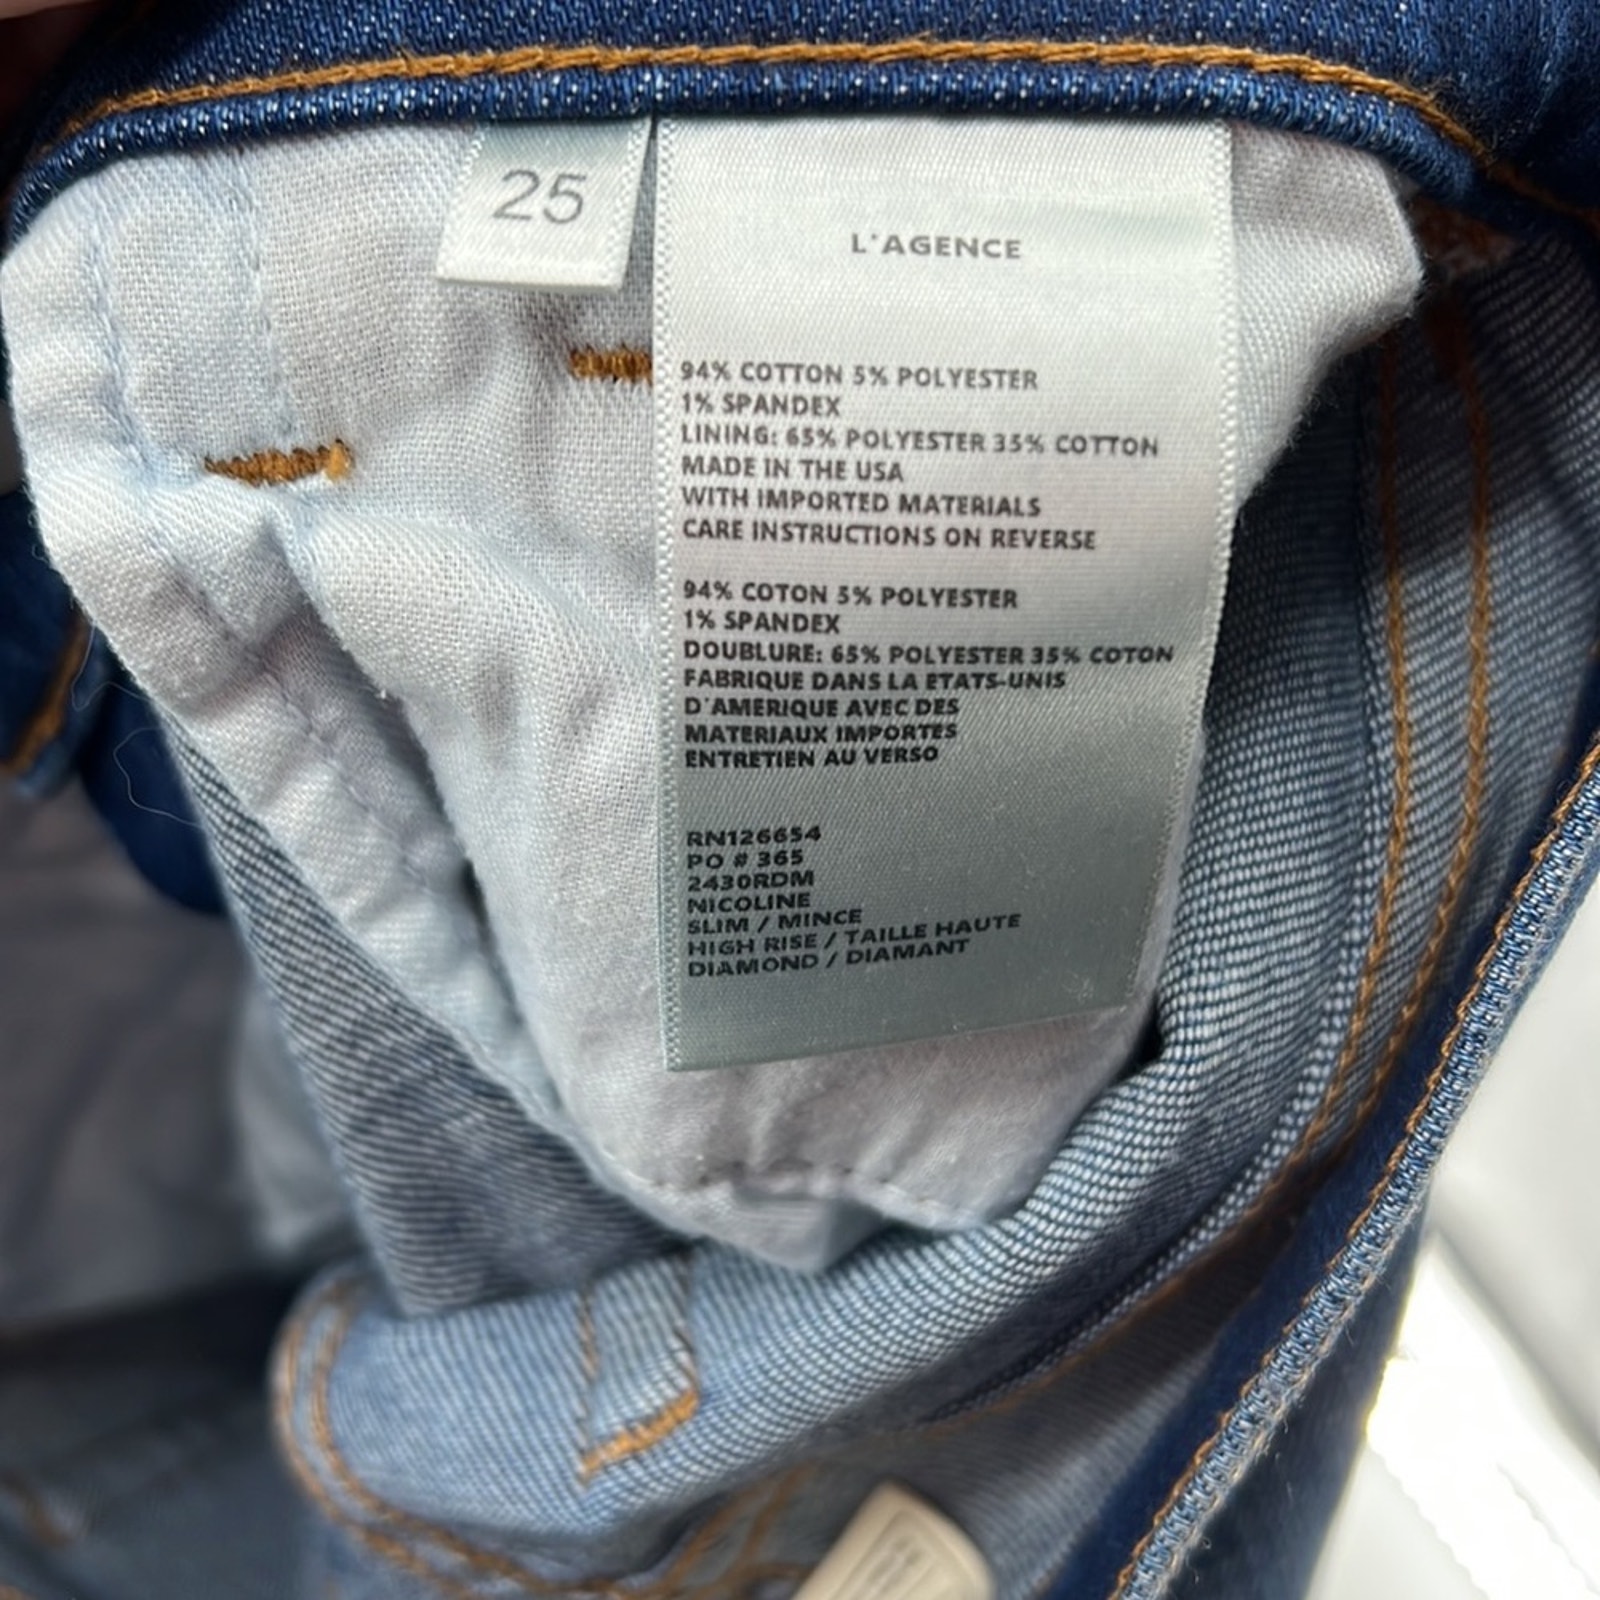 25
L'AGENCE
94% COTTON 5% POLYESTER
1% SPANDEX
LINING: 65% POLYESTER 35% COTTON
MADE IN THE USA
WITH IMPORTED MATERIALS
CARE INSTRUCTIONS ON REVERSE
94% COTON 5% POLYESTER
1% SPANDEX
DOUBLURE: 65% POLYESTER 35% COTON
FABRIQUE DANS LA ETATS-UNIS
D'AMERIQUE AVEC DES
MATERIAUX IMPORTES
ENTRETIEN AU VERSO
RN126654
PO # 365
2430RDM
NICOLINE
SLIM / MINCE
HIGH RISE / TAILLE HAUTE
DIAMOND / DIAMANT